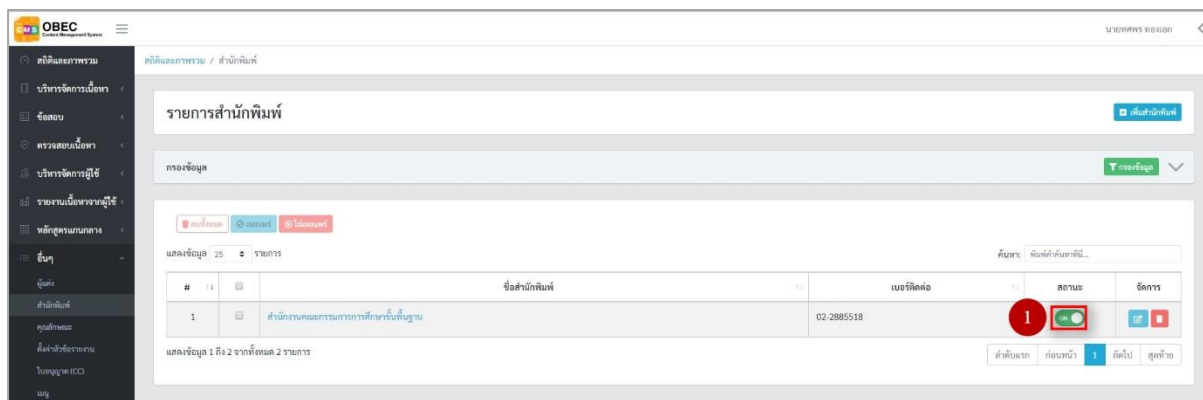 CMS OBEC
Content Management System
นายทศพร ทองเอก
สถิติและภาพรวม
สถิติและภาพรวม / สำนักพิมพ์
บริหารจัดการเนื้อหา
รายการสำนักพิมพ์
เพิ่มสำนักพิมพ์
ข้อสอบ
ตรวจสอบเนื้อหา
กรองข้อมูล
กรองข้อมูล
บริหารจัดการผู้ใช้
รายงานเนื้อหาจากผู้ใช้
หลักสูตรแกนกลาง
ลบทั้งหมด เผยแพร่ ไม่เผยแพร่
อื่นๆ
แสดงข้อมูล 25 รายการ
ค้นหา: พิมพ์คำค้นหาที่นี่...
ผู้แต่ง
# ชื่อสำนักพิมพ์ เบอร์ติดต่อ สถานะ จัดการ
สำนักพิมพ์
1 สำนักงานคณะกรรมการการศึกษาขั้นพื้นฐาน 02-2885518 1 ON
คุณลักษณะ
ตั้งค่าหัวข้อรายงาน
แสดงข้อมูล 1 ถึง 2 จากทั้งหมด 2 รายการ
ลำดับแรก ก่อนหน้า 1 ถัดไป สุดท้าย
ใบอนุญาต (CC)
เมนู